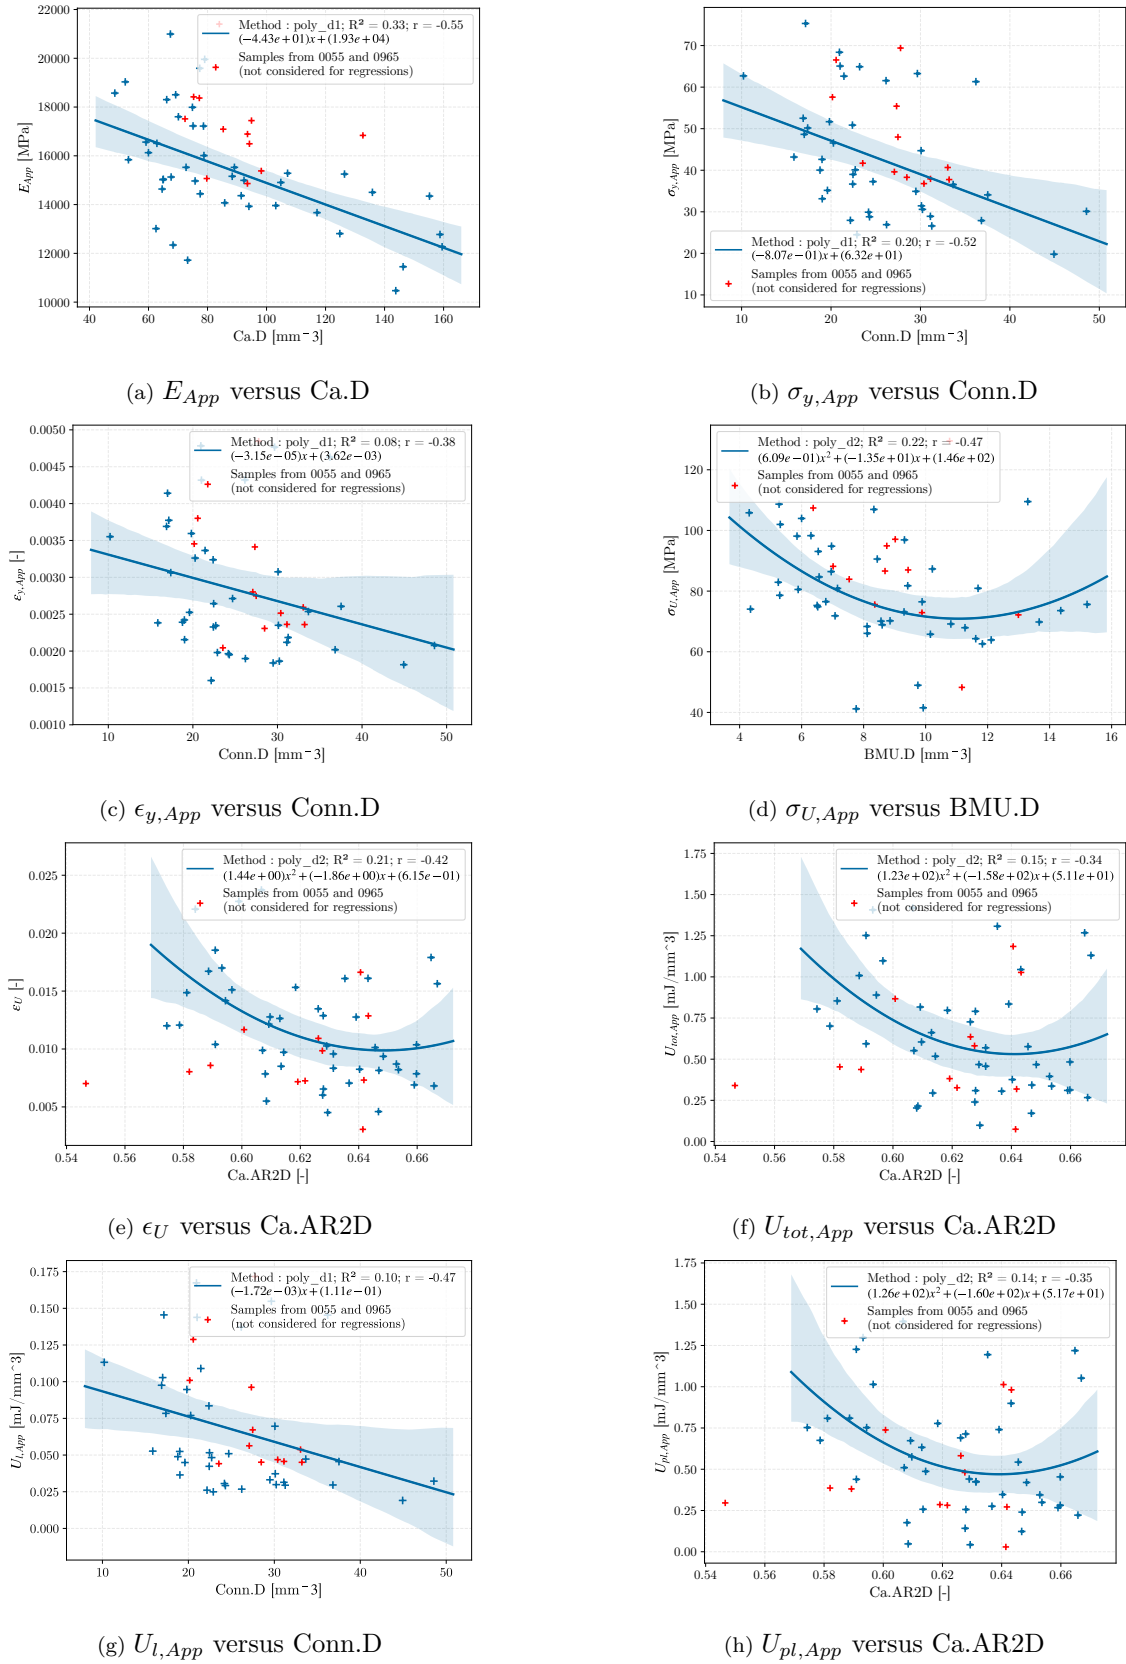 22000
20000
18000
16000
14000
12000
10000
E_App [MPa]
Method : poly_d1; R² = 0.33; r = -0.55
(−4.43e+01)x+(1.93e+04)
Samples from 0055 and 0965
(not considered for regressions)
40 60 80 100 120 140 160
Ca.D [mm−3]
(a) E_App versus Ca.D
70
60
50
40
30
20
10
σ_y,App [MPa]
Method : poly_d1; R² = 0.20; r = -0.52
(−8.07e−01)x+(6.32e+01)
Samples from 0055 and 0965
(not considered for regressions)
10 20 30 40 50
Conn.D [mm−3]
(b) σ_y,App versus Conn.D
0.0050
0.0045
0.0040
0.0035
0.0030
0.0025
0.0020
0.0015
0.0010
ϵ_y,App [-]
Method : poly_d1; R² = 0.08; r = -0.38
(−3.15e−05)x+(3.62e−03)
Samples from 0055 and 0965
(not considered for regressions)
10 20 30 40 50
Conn.D [mm−3]
(c) ϵ_y,App versus Conn.D
120
100
80
60
40
σ_U,App [MPa]
Method : poly_d2; R² = 0.22; r = -0.47
(6.09e−01)x²+(−1.35e+01)x+(1.46e+02)
Samples from 0055 and 0965
(not considered for regressions)
4 6 8 10 12 14 16
BMU.D [mm−3]
(d) σ_U,App versus BMU.D
0.025
0.020
0.015
0.010
0.005
ϵ_U [-]
Method : poly_d2; R² = 0.21; r = -0.42
(1.44e+00)x²+(−1.86e+00)x+(6.15e−01)
Samples from 0055 and 0965
(not considered for regressions)
0.54 0.56 0.58 0.60 0.62 0.64 0.66
Ca.AR2D [-]
(e) ϵ_U versus Ca.AR2D
1.75
1.50
1.25
1.00
0.75
0.50
0.25
0.00
U_tot,App [mJ/mm^3]
Method : poly_d2; R² = 0.15; r = -0.34
(1.23e+02)x²+(−1.58e+02)x+(5.11e+01)
Samples from 0055 and 0965
(not considered for regressions)
0.54 0.56 0.58 0.60 0.62 0.64 0.66
Ca.AR2D [-]
(f) U_tot,App versus Ca.AR2D
0.175
0.150
0.125
0.100
0.075
0.050
0.025
0.000
U_l,App [mJ/mm^3]
Method : poly_d1; R² = 0.10; r = -0.47
(−1.72e−03)x+(1.11e−01)
Samples from 0055 and 0965
(not considered for regressions)
10 20 30 40 50
Conn.D [mm−3]
(g) U_l,App versus Conn.D
1.75
1.50
1.25
1.00
0.75
0.50
0.25
0.00
U_pl,App [mJ/mm^3]
Method : poly_d2; R² = 0.14; r = -0.35
(1.26e+02)x²+(−1.60e+02)x+(5.17e+01)
Samples from 0055 and 0965
(not considered for regressions)
0.54 0.56 0.58 0.60 0.62 0.64 0.66
Ca.AR2D [-]
(h) U_pl,App versus Ca.AR2D